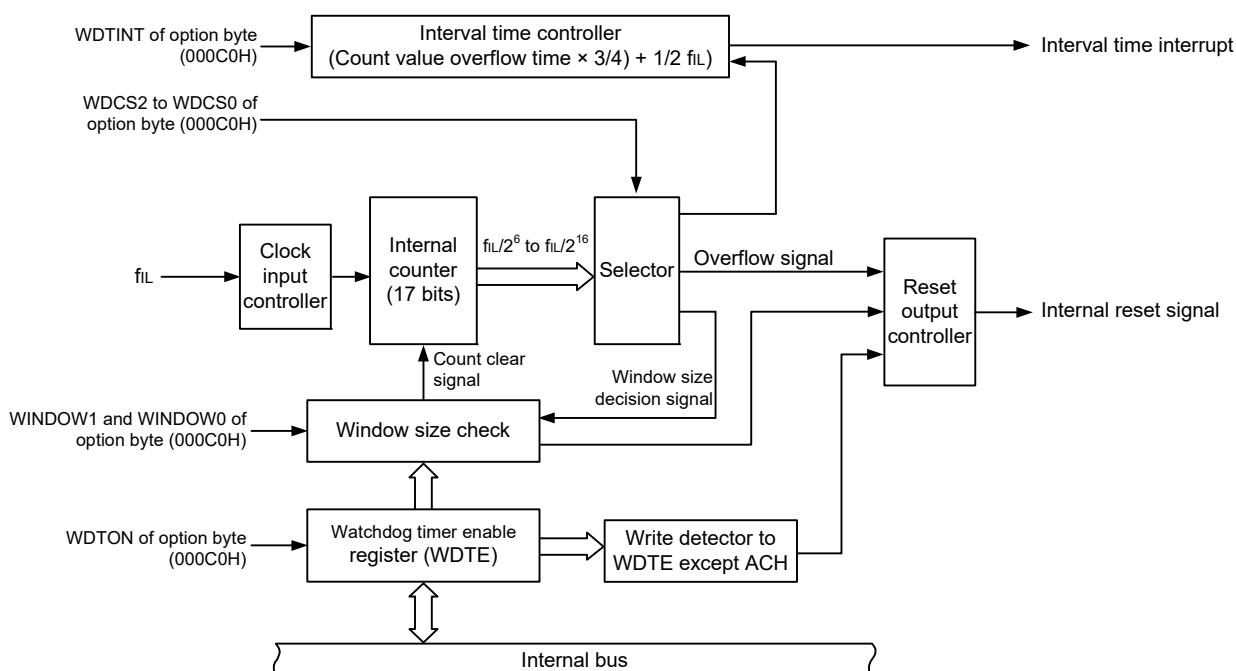 WDTINT of option byte
(000C0H)
Interval time controller
(Count value overflow time × 3/4) + 1/2 fIL)
Interval time interrupt
WDCS2 to WDCS0 of
option byte (000C0H)
fIL
Clock
input
controller
Internal
counter
(17 bits)
fIL/2⁶ to fIL/2¹⁶
Selector
Overflow signal
Reset
output
controller
Internal reset signal
Count clear
signal
Window size
decision signal
WINDOW1 and WINDOW0 of
option byte (000C0H)
Window size check
WDTON of option byte
(000C0H)
Watchdog timer enable
register (WDTE)
Write detector to
WDTE except ACH
Internal bus